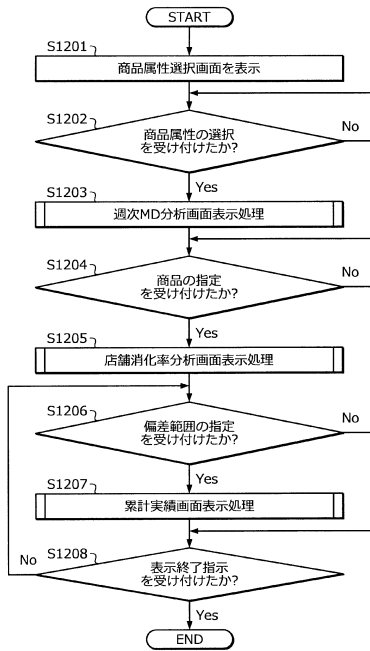 START
S1201
商品属性選択画面を表示
S1202
商品属性の選択
を受け付けたか?
No
Yes
S1203
週次MD分析画面表示処理
S1204
商品の指定
を受け付けたか?
No
Yes
S1205
店舗消化率分析画面表示処理
S1206
偏差範囲の指定
を受け付けたか?
No
Yes
S1207
累計実績画面表示処理
S1208
表示終了指示
を受け付けたか?
No
Yes
END